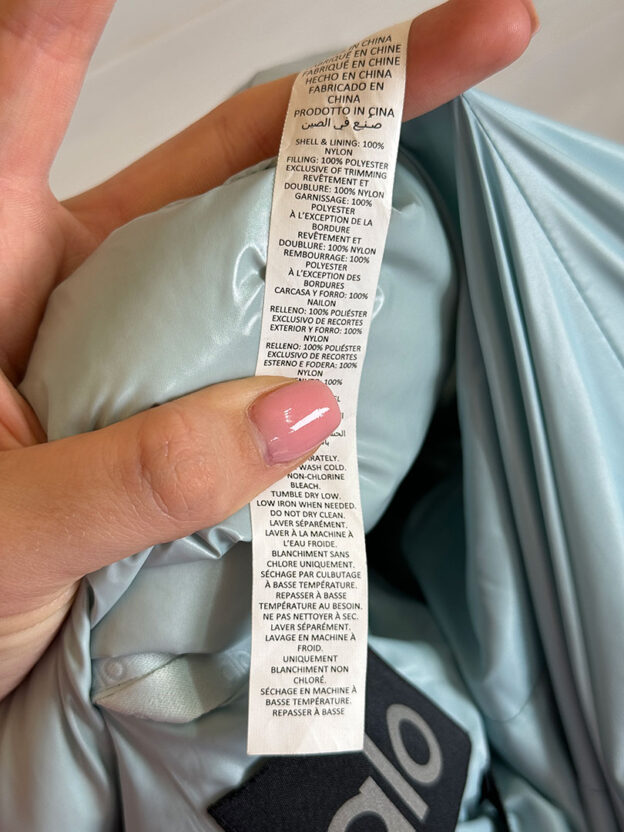 IN CHINA
FABRIQUÉ EN CHINE
FABRIQUÉ EN CHINE
HECHO EN CHINA
FABRICADO EN
CHINA
PRODOTTO IN CINA
صنع في الصين
SHELL & LINING: 100%
NYLON
FILLING: 100% POLYESTER
EXCLUSIVE OF TRIMMING
REVÊTEMENT ET
DOUBLURE: 100% NYLON
GARNISSAGE: 100%
POLYESTER
À L'EXCEPTION DE LA
BORDURE
REVÊTEMENT ET
DOUBLURE: 100% NYLON
REMBOURRAGE: 100%
POLYESTER
À L'EXCEPTION DES
BORDURES
CARCASA Y FORRO: 100%
NAILON
RELLENO: 100% POLIÉSTER
EXCLUSIVO DE RECORTES
EXTERIOR Y FORRO: 100%
NYLON
RELLENO: 100% POLIÉSTER
EXCLUSIVO DE RECORTES
ESTERNO E FODERA: 100%
NYLON
100%
WASH COLD.
NON-CHLORINE
BLEACH.
TUMBLE DRY LOW.
LOW IRON WHEN NEEDED.
DO NOT DRY CLEAN.
LAVER SÉPARÉMENT.
LAVER À LA MACHINE À
L'EAU FROIDE.
BLANCHIMENT SANS
CHLORE UNIQUEMENT.
SÉCHAGE PAR CULBUTAGE
À BASSE TEMPÉRATURE.
REPASSER À BASSE
TEMPÉRATURE AU BESOIN.
NE PAS NETTOYER À SEC.
LAVER SÉPARÉMENT.
LAVAGE EN MACHINE À
FROID.
UNIQUEMENT
BLANCHIMENT NON
CHLORÉ.
SÉCHAGE EN MACHINE À
BASSE TEMPÉRATURE.
REPASSER À BASSE
alo